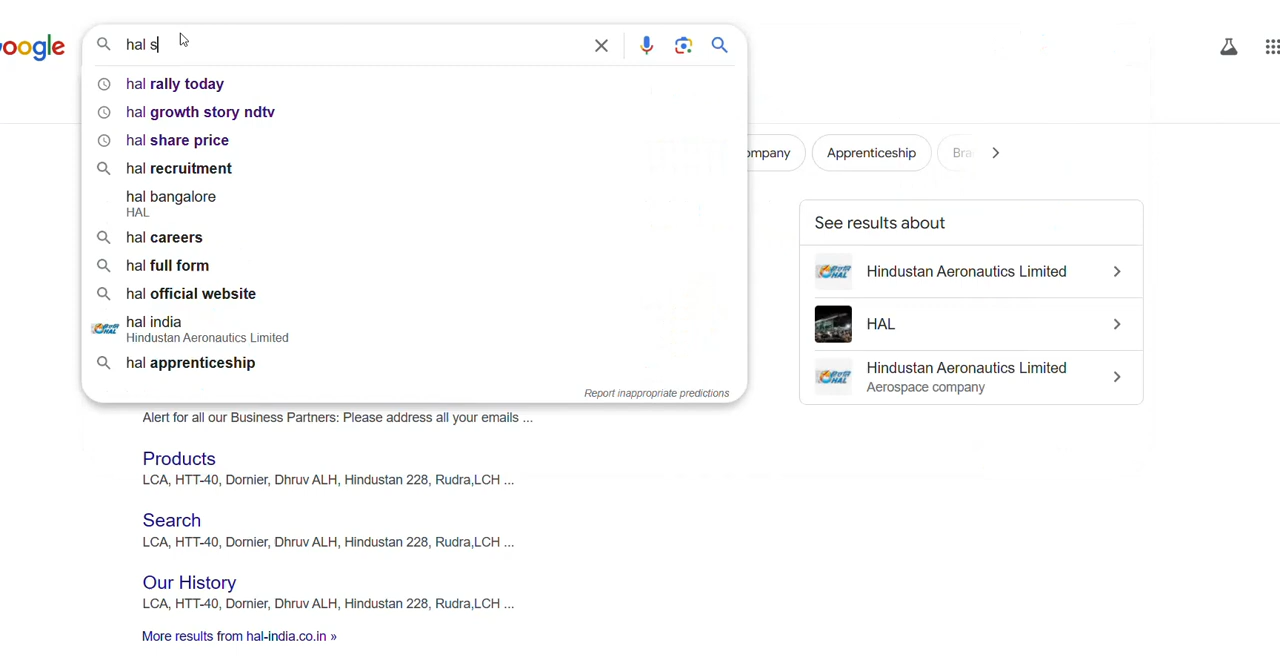 oogle
hal s
hal rally today
hal growth story ndtv
hal share price
hal recruitment
hal bangalore
HAL
hal careers
hal full form
hal official website
hal india
Hindustan Aeronautics Limited
hal apprenticeship
Report inappropriate predictions
ompany
Apprenticeship
Bra
See results about
Hindustan Aeronautics Limited
HAL
Hindustan Aeronautics Limited
Aerospace company
Alert for all our Business Partners: Please address all your emails ...
Products
LCA, HTT-40, Dornier, Dhruv ALH, Hindustan 228, Rudra,LCH ...
Search
LCA, HTT-40, Dornier, Dhruv ALH, Hindustan 228, Rudra,LCH ...
Our History
LCA, HTT-40, Dornier, Dhruv ALH, Hindustan 228, Rudra,LCH ...
More results from hal-india.co.in »